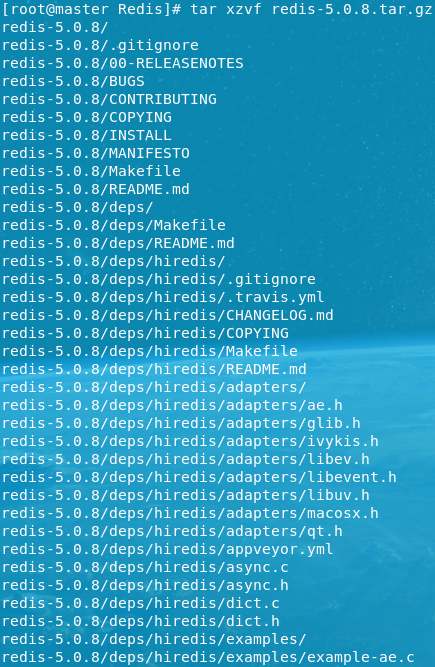 [root@master Redis]# tar xzvf redis-5.0.8.tar.gz
redis-5.0.8/
redis-5.0.8/.gitignore
redis-5.0.8/00-RELEASENOTES
redis-5.0.8/BUGS
redis-5.0.8/CONTRIBUTING
redis-5.0.8/COPYING
redis-5.0.8/INSTALL
redis-5.0.8/MANIFESTO
redis-5.0.8/Makefile
redis-5.0.8/README.md
redis-5.0.8/deps/
redis-5.0.8/deps/Makefile
redis-5.0.8/deps/README.md
redis-5.0.8/deps/hiredis/
redis-5.0.8/deps/hiredis/.gitignore
redis-5.0.8/deps/hiredis/.travis.yml
redis-5.0.8/deps/hiredis/CHANGELOG.md
redis-5.0.8/deps/hiredis/COPYING
redis-5.0.8/deps/hiredis/Makefile
redis-5.0.8/deps/hiredis/README.md
redis-5.0.8/deps/hiredis/adapters/
redis-5.0.8/deps/hiredis/adapters/ae.h
redis-5.0.8/deps/hiredis/adapters/glib.h
redis-5.0.8/deps/hiredis/adapters/ivykis.h
redis-5.0.8/deps/hiredis/adapters/libev.h
redis-5.0.8/deps/hiredis/adapters/libevent.h
redis-5.0.8/deps/hiredis/adapters/libuv.h
redis-5.0.8/deps/hiredis/adapters/macosx.h
redis-5.0.8/deps/hiredis/adapters/qt.h
redis-5.0.8/deps/hiredis/appveyor.yml
redis-5.0.8/deps/hiredis/async.c
redis-5.0.8/deps/hiredis/async.h
redis-5.0.8/deps/hiredis/dict.c
redis-5.0.8/deps/hiredis/dict.h
redis-5.0.8/deps/hiredis/examples/
redis-5.0.8/deps/hiredis/examples/example-ae.c